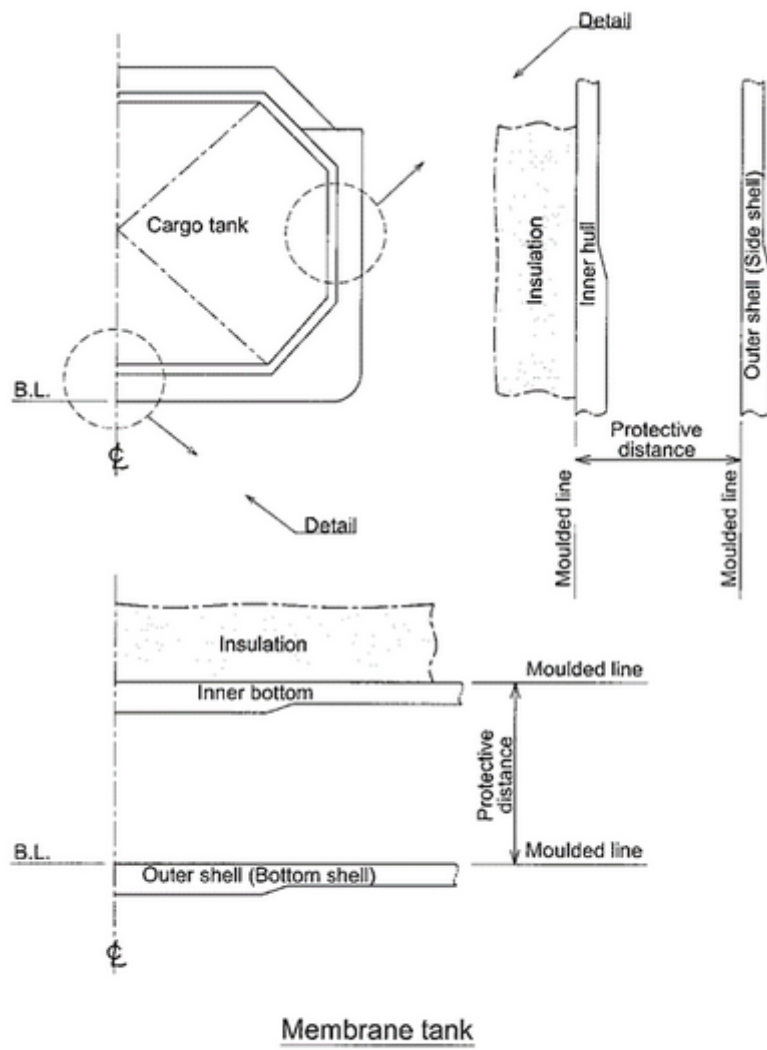 Detail
Cargo tank
B.L.
℄
Insulation
Inner hull
Outer shell (Side shell)
Protective
distance
Moulded line
Moulded line
Detail
Insulation
Inner bottom
Moulded line
Protective
distance
B.L.
Moulded line
Outer shell (Bottom shell)
℄
Membrane tank